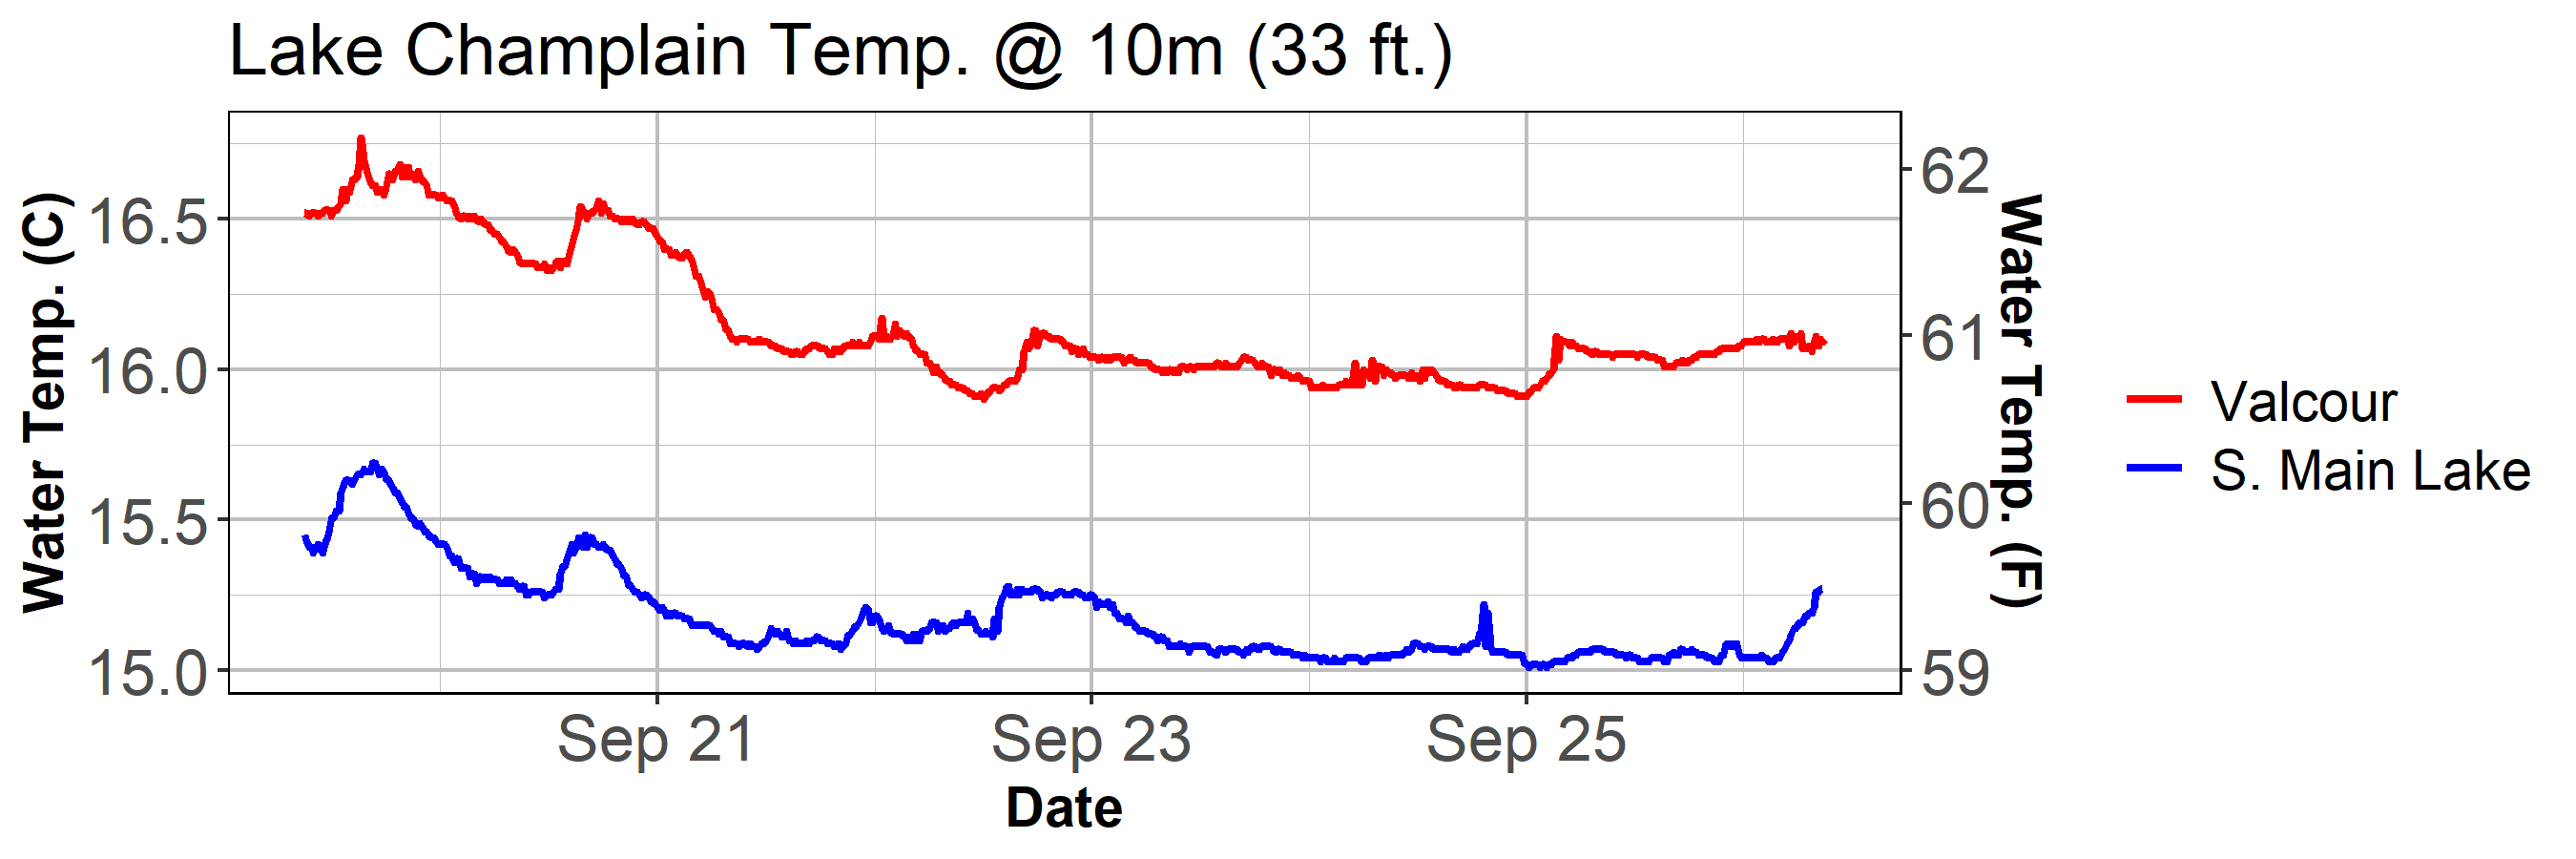 Lake Champlain Temp. @ 10m (33 ft.)
Water Temp. (C)
16.5
16.0
15.5
15.0
62
61
60
59
Water Temp. (F)
Sep 21
Sep 23
Sep 25
Date
Valcour
S. Main Lake